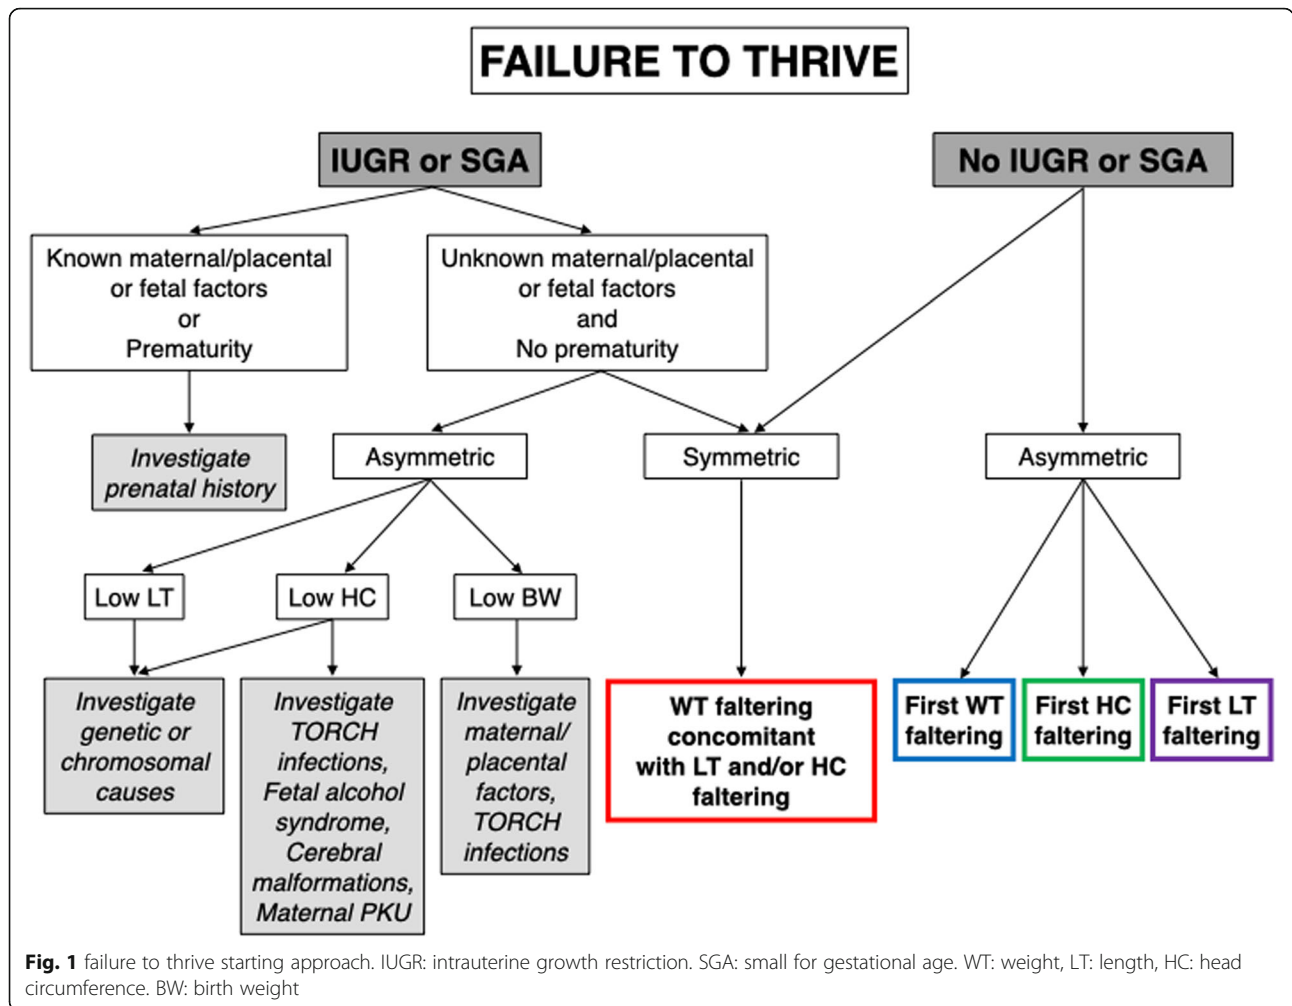 FAILURE TO THRIVE
IUGR or SGA
No IUGR or SGA
Known maternal/placental
or fetal factors
or
Prematurity
Unknown maternal/placental
or fetal factors
and
No prematurity
Investigate
prenatal history
Asymmetric
Symmetric
Asymmetric
Low LT
Low HC
Low BW
Investigate
genetic or
chromosomal
causes
Investigate
TORCH
infections,
Fetal alcohol
syndrome,
Cerebral
malformations,
Maternal PKU
Investigate
maternal/
placental
factors,
TORCH
infections
WT faltering
concomitant
with LT and/or HC
faltering
First WT
faltering
First HC
faltering
First LT
faltering
Fig. 1 failure to thrive starting approach. IUGR: intrauterine growth restriction. SGA: small for gestational age. WT: weight, LT: length, HC: head
circumference. BW: birth weight